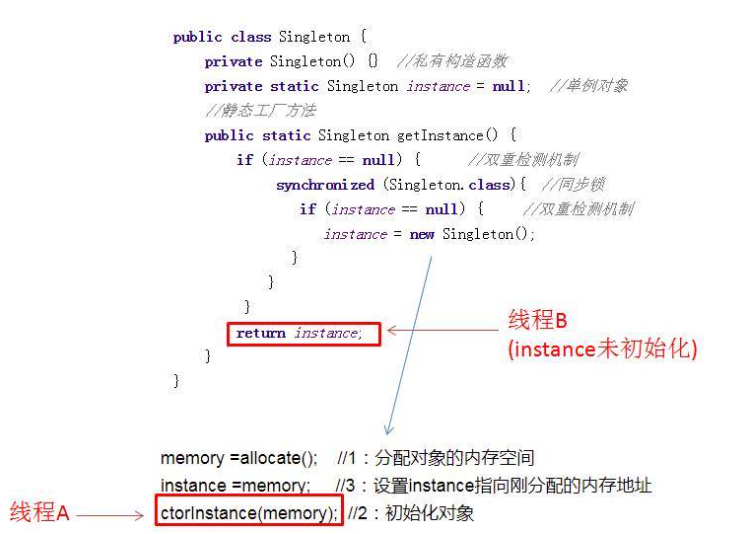 public class Singleton {
private Singleton() {} //私有构造函数
private static Singleton instance = null; //单例对象
//静态工厂方法
public static Singleton getInstance() {
if (instance == null) { //双重检测机制
synchronized (Singleton.class){ //同步锁
if (instance == null) { //双重检测机制
instance = new Singleton();
}
}
}
return instance;
线程B
(instance未初始化)
}
}
memory =allocate(); //1：分配对象的内存空间
instance =memory; //3：设置instance指向刚分配的内存地址
线程A
ctorInstance(memory); //2：初始化对象